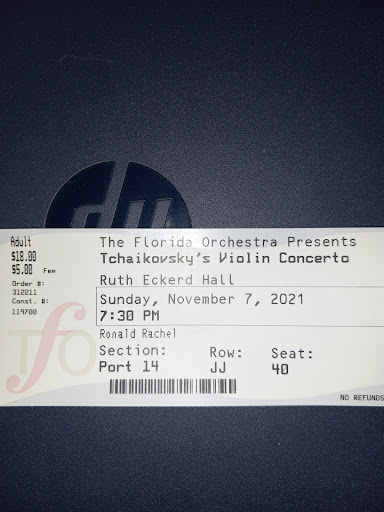 hp
Adult
$18.00
$5.00 Fee
Order #:
312211
Const. #:
119700
TfO
The Florida Orchestra Presents
Tchaikovsky's Violin Concerto
Ruth Eckerd Hall
Sunday, November 7, 2021
7:30 PM
Ronald Rachel
Section: Row: Seat:
Port 14 JJ 40
NO REFUNDS